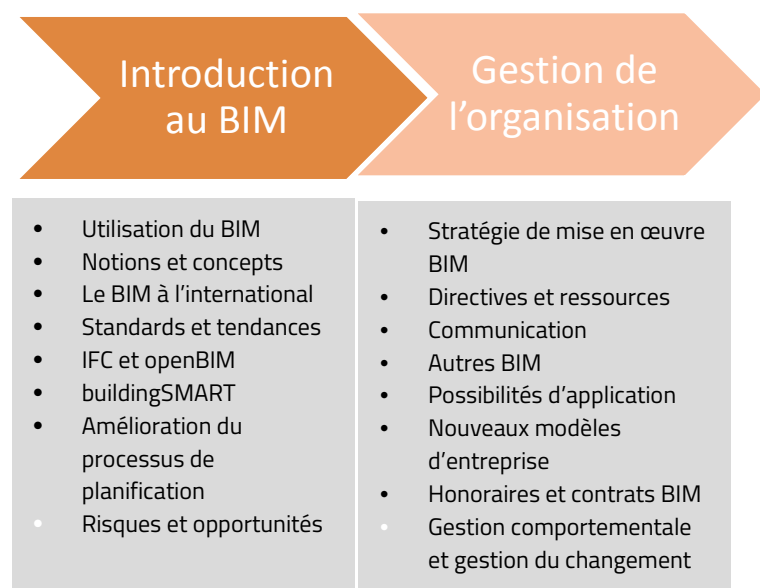 Introduction
au BIM
• Utilisation du BIM
• Notions et concepts
• Le BIM à l'international
• Standards et tendances
• IFC et openBIM
• buildingSMART
• Amélioration du
processus de
planification
• Risques et opportunités
Gestion de
l'organisation
• Stratégie de mise en œuvre
BIM
• Directives et ressources
• Communication
• Autres BIM
• Possibilités d'application
• Nouveaux modèles
d'entreprise
• Honoraires et contrats BIM
• Gestion comportementale
et gestion du changement